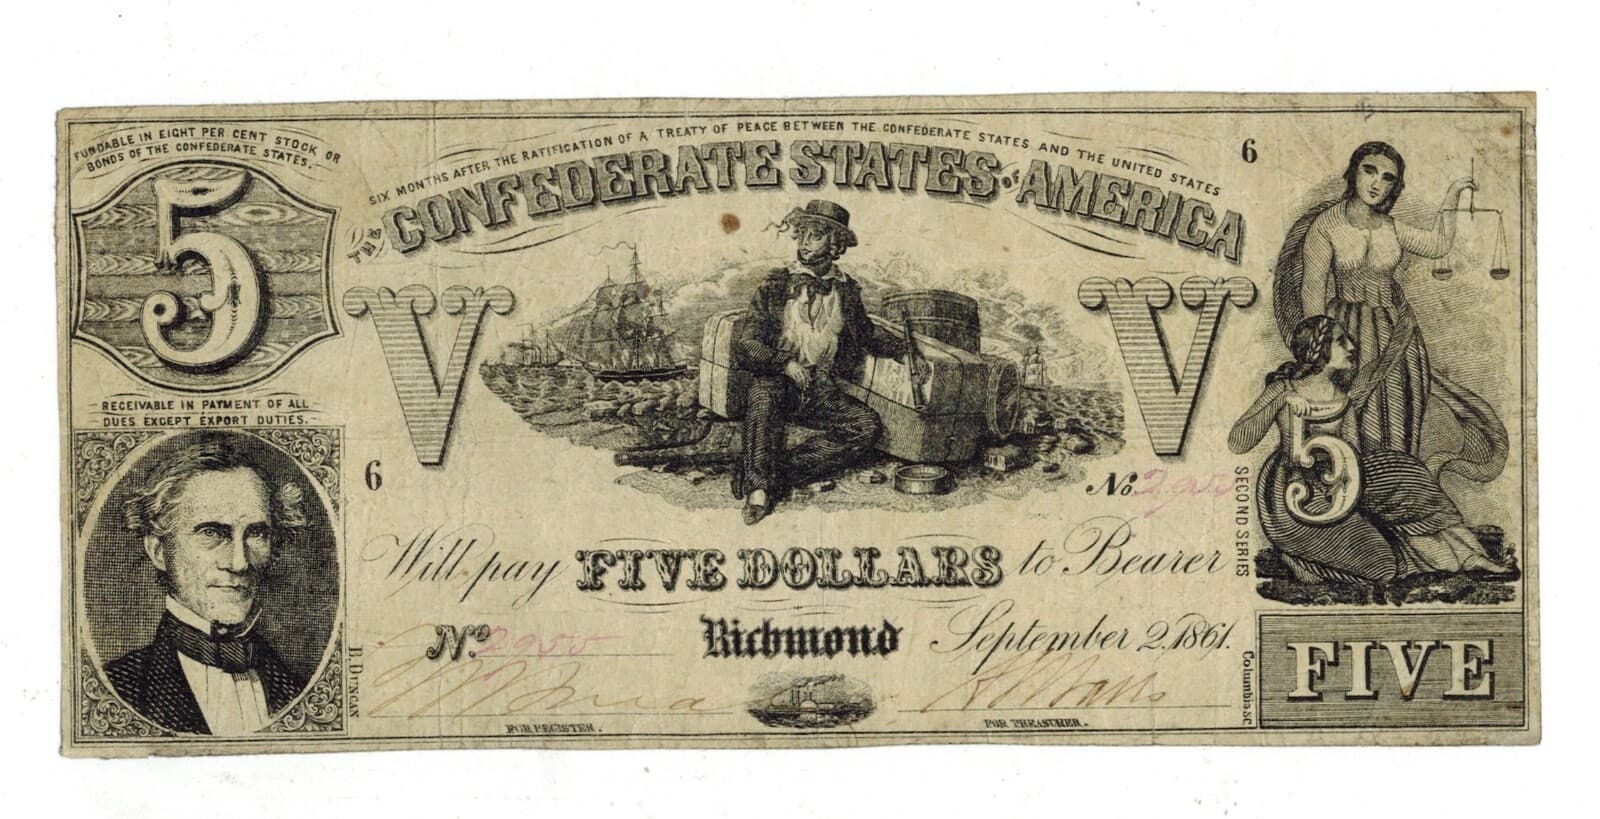 FUNDABLE IN EIGHT PER CENT STOCK OR
BONDS OF THE CONFEDERATE STATES.
SIX MONTHS AFTER THE RATIFICATION OF A TREATY OF PEACE BETWEEN THE CONFEDERATE STATES AND THE UNITED STATES
6
THE CONFEDERATE STATES OF AMERICA
5
V
V
RECEIVABLE IN PAYMENT OF ALL
DUES EXCEPT EXPORT DUTIES.
6
No
5
SECOND SERIES
Will pay FIVE DOLLARS to Bearer
No 2955
Richmond September 2, 1861.
B. DUNCAN
Columbia SC
FIVE
FOR REGISTER.
FOR TREASURER.